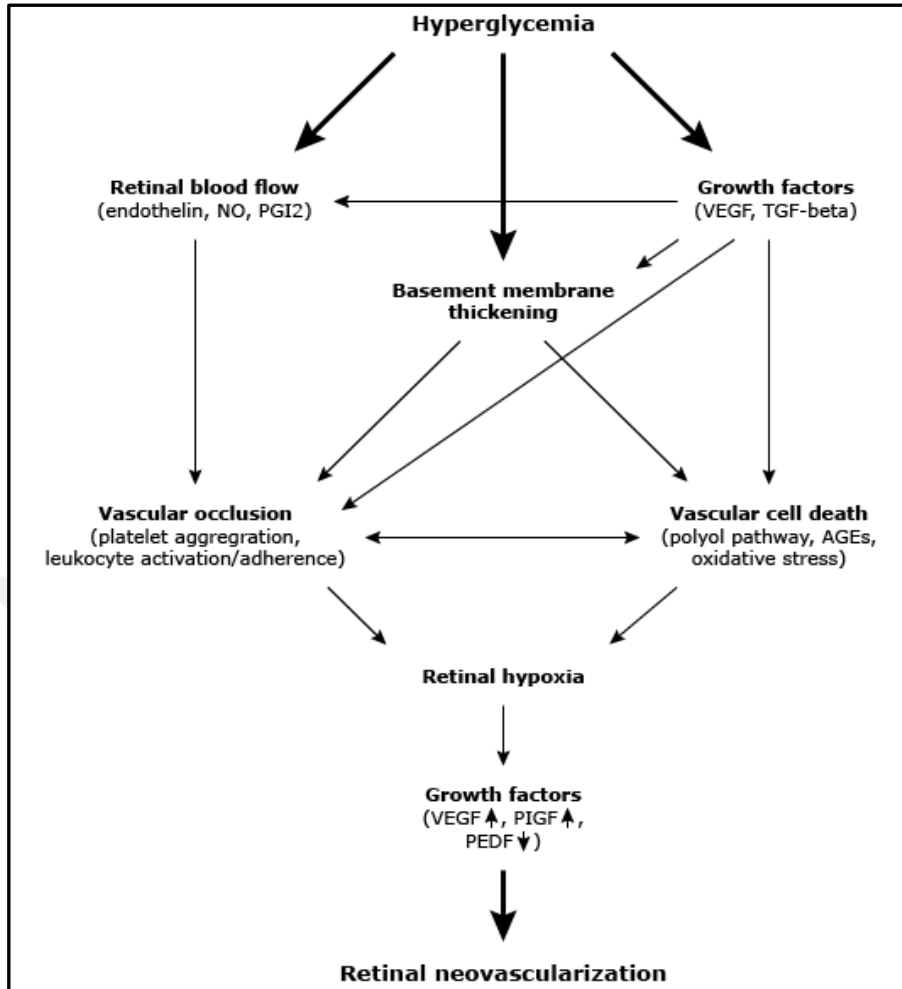 Hyperglycemia
Retinal blood flow
(endothelin, NO, PGI2)
Growth factors
(VEGF, TGF-beta)
Basement membrane
thickening
Vascular occlusion
(platelet aggregration,
leukocyte activation/adherence)
Vascular cell death
(polyol pathway, AGEs,
oxidative stress)
Retinal hypoxia
Growth factors
(VEGF↑, PIGF↑,
PEDF↓)
Retinal neovascularization